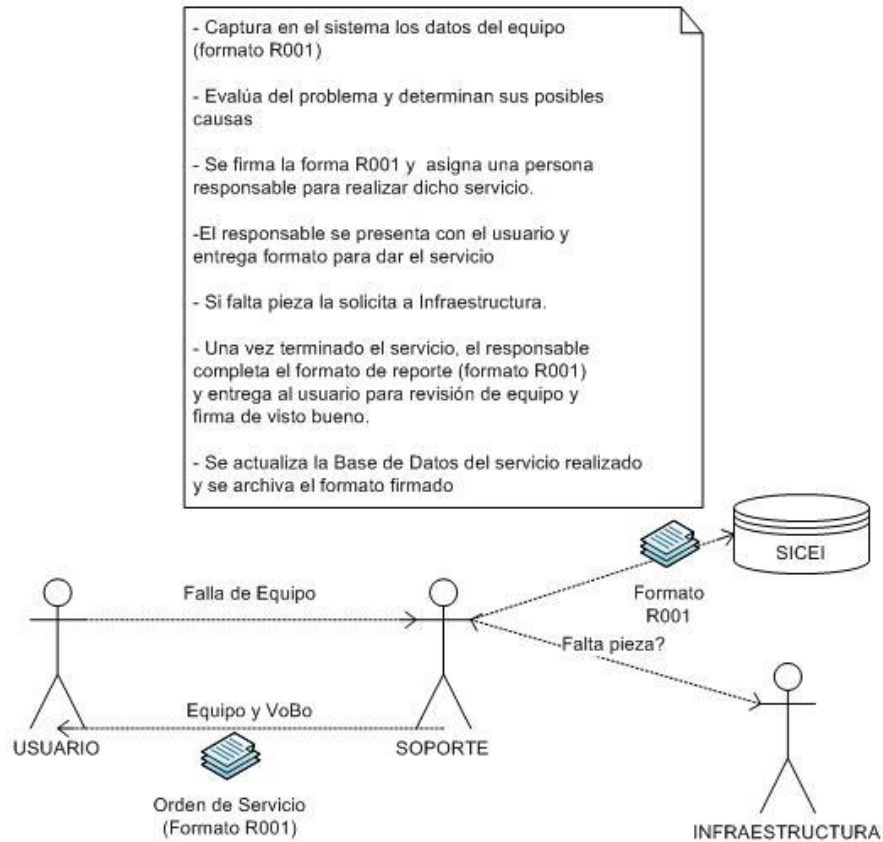 - Captura en el sistema los datos del equipo
(formato R001)
- Evalúa del problema y determinan sus posibles
causas
- Se firma la forma R001 y asigna una persona
responsable para realizar dicho servicio.
-El responsable se presenta con el usuario y
entrega formato para dar el servicio
- Si falta pieza la solicita a Infraestructura.
- Una vez terminado el servicio, el responsable
completa el formato de reporte (formato R001)
y entrega al usuario para revisión de equipo y
firma de visto bueno.
- Se actualiza la Base de Datos del servicio realizado
y se archiva el formato firmado
SICEI
Falla de Equipo
Formato
R001
Falta pieza?
Equipo y VoBo
USUARIO
SOPORTE
Orden de Servicio
(Formato R001)
INFRAESTRUCTURA